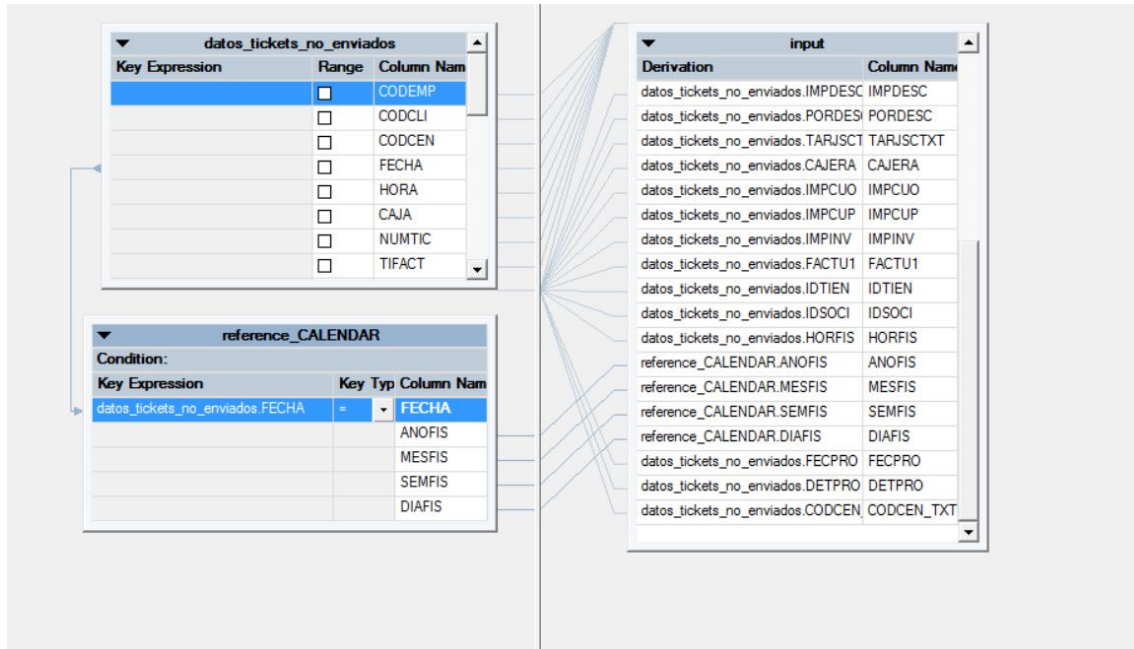 datos_tickets_no_enviados
Key Expression Range Column Nam
CODEMP
CODCLI
CODCEN
FECHA
HORA
CAJA
NUMTIC
TIFACT
reference_CALENDAR
Condition:
Key Expression Key Typ Column Nam
datos_tickets_no_enviados.FECHA = FECHA
ANOFIS
MESFIS
SEMFIS
DIAFIS
input
Derivation Column Name
datos_tickets_no_enviados.IMPDESC IMPDESC
datos_tickets_no_enviados.PORDES PORDESC
datos_tickets_no_enviados.TARJSCT TARJSCTXT
datos_tickets_no_enviados.CAJERA CAJERA
datos_tickets_no_enviados.IMPCUO IMPCUO
datos_tickets_no_enviados.IMPCUP IMPCUP
datos_tickets_no_enviados.IMPINV IMPINV
datos_tickets_no_enviados.FACTU1 FACTU1
datos_tickets_no_enviados.IDTIEN IDTIEN
datos_tickets_no_enviados.IDSOCI IDSOCI
datos_tickets_no_enviados.HORFIS HORFIS
reference_CALENDAR.ANOFIS ANOFIS
reference_CALENDAR.MESFIS MESFIS
reference_CALENDAR.SEMFIS SEMFIS
reference_CALENDAR.DIAFIS DIAFIS
datos_tickets_no_enviados.FECPRO FECPRO
datos_tickets_no_enviados.DETPRO DETPRO
datos_tickets_no_enviados.CODCEN_ CODCEN_TXT